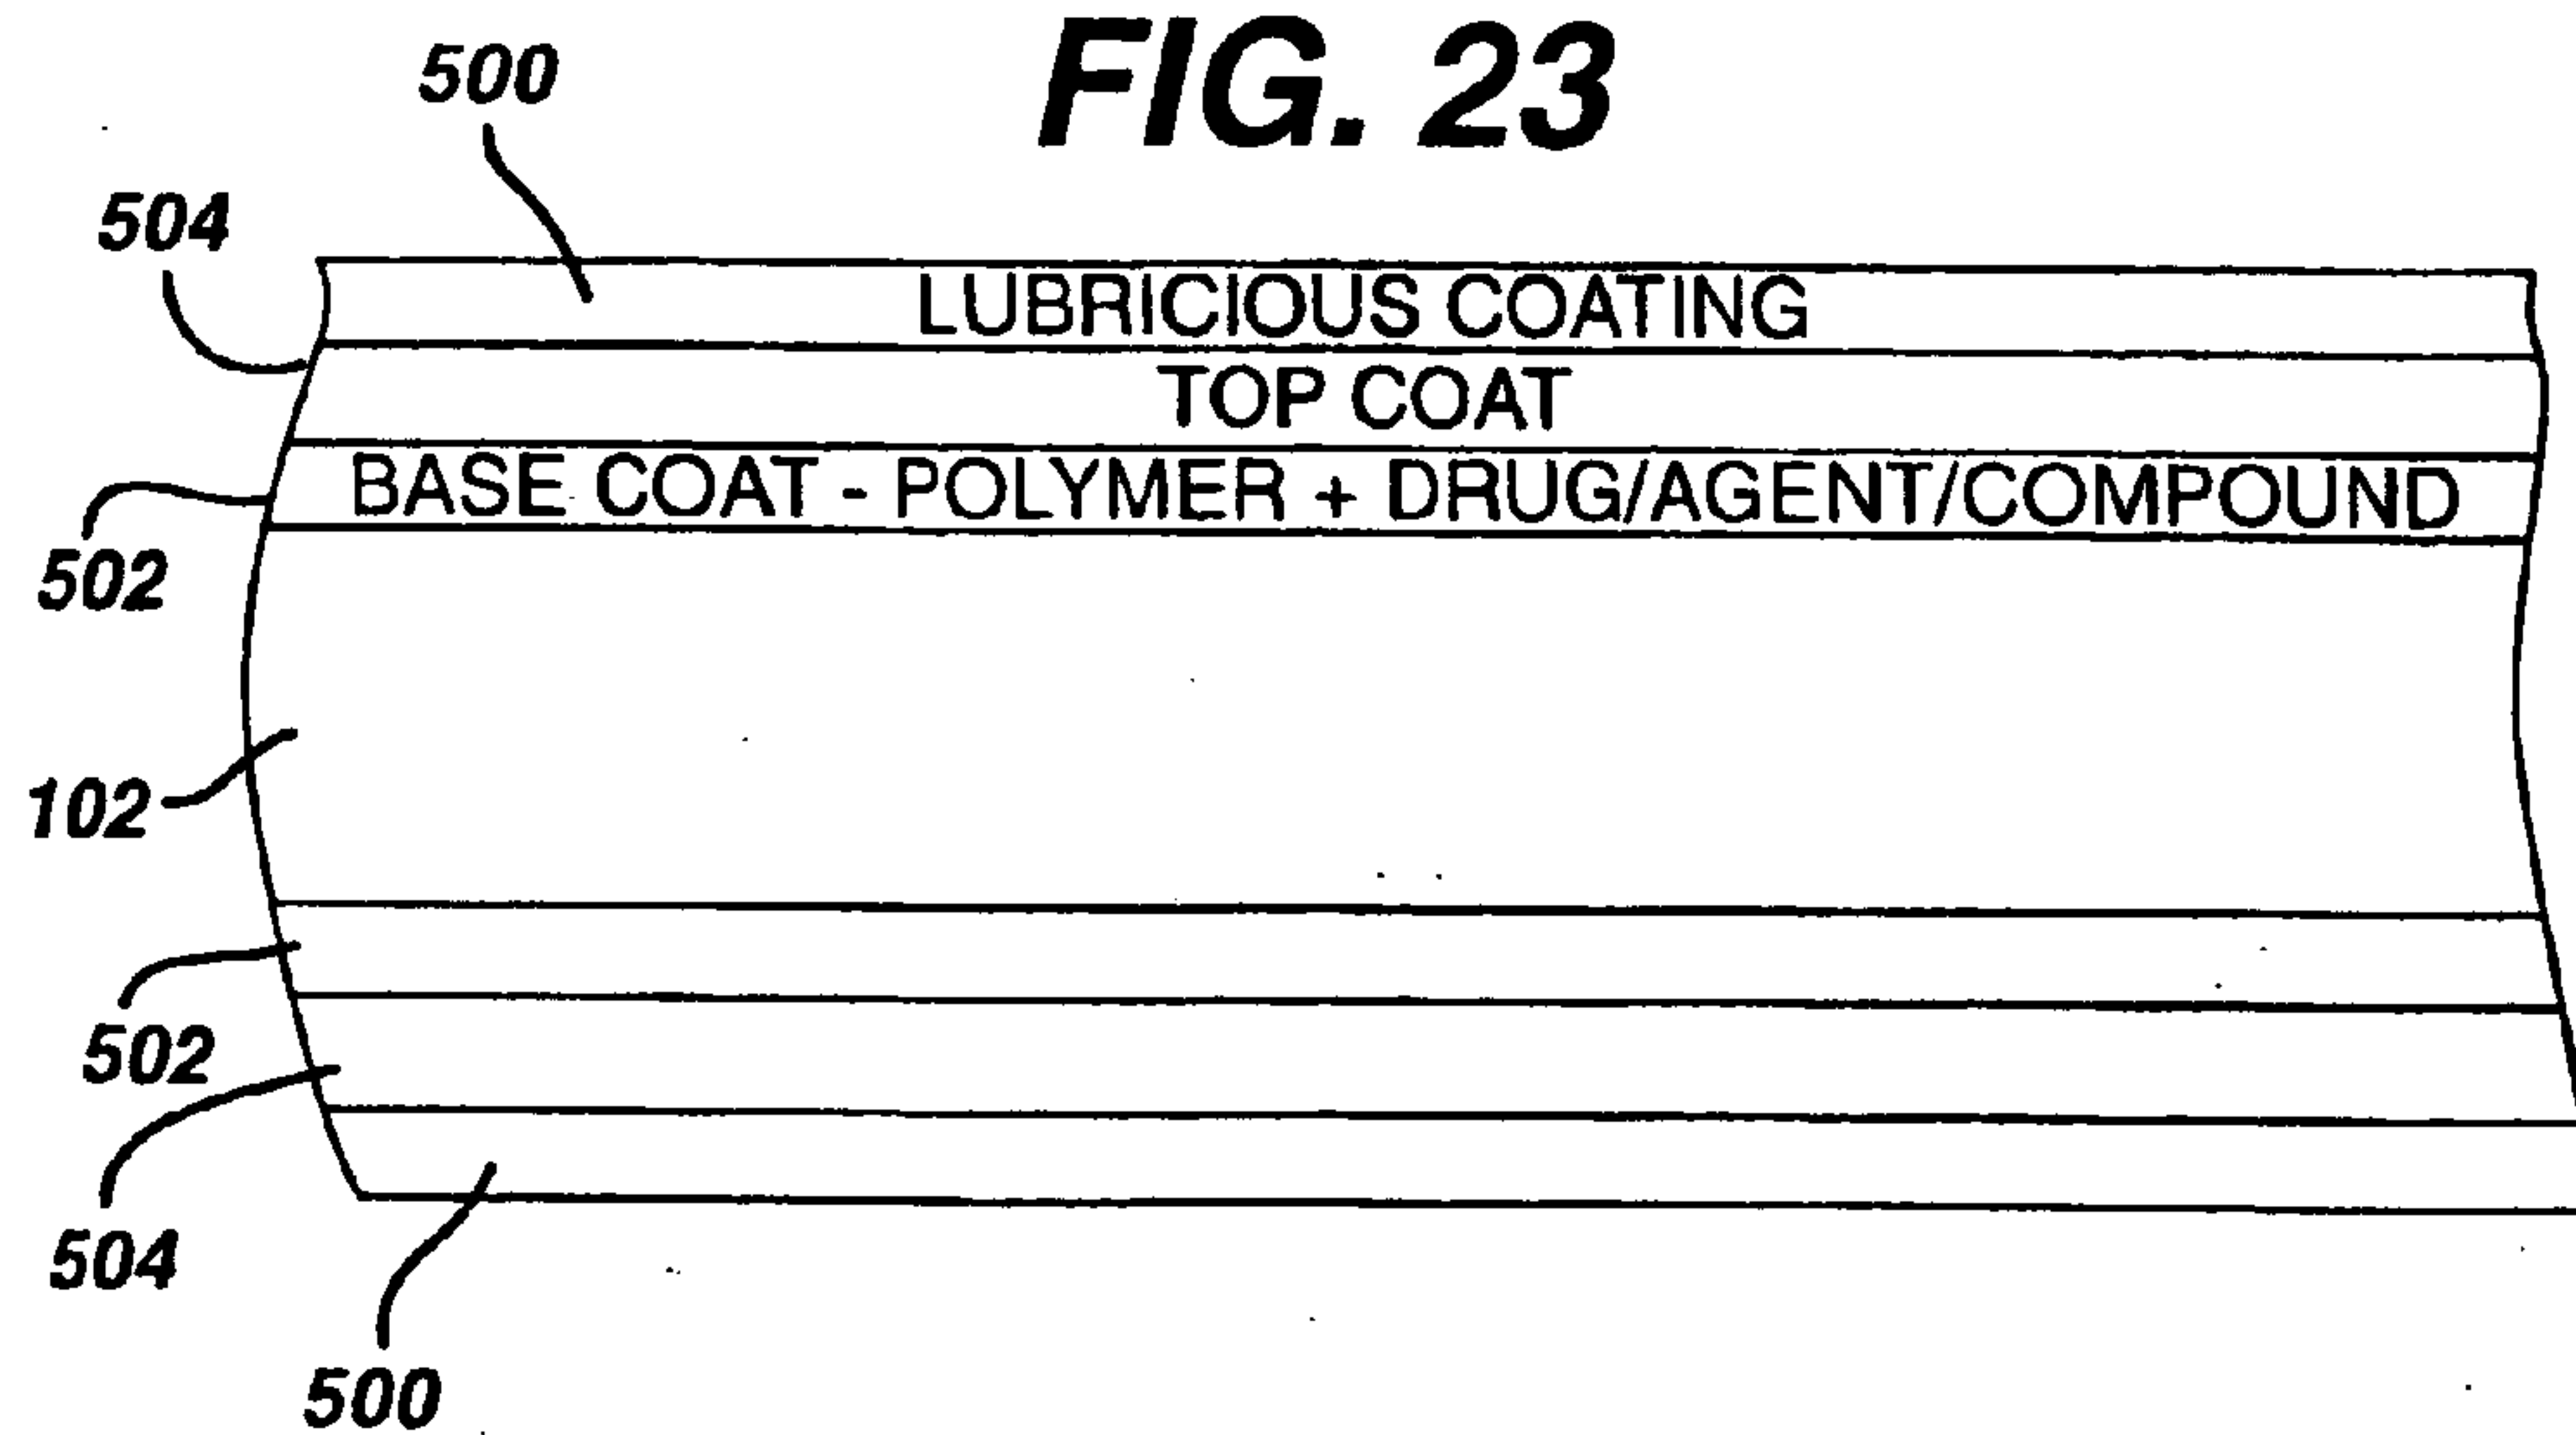 FIG. 23
500
504
LUBRICIOUS COATING
TOP COAT
BASE COAT - POLYMER + DRUG/AGENT/COMPOUND
502
102
502
504
500